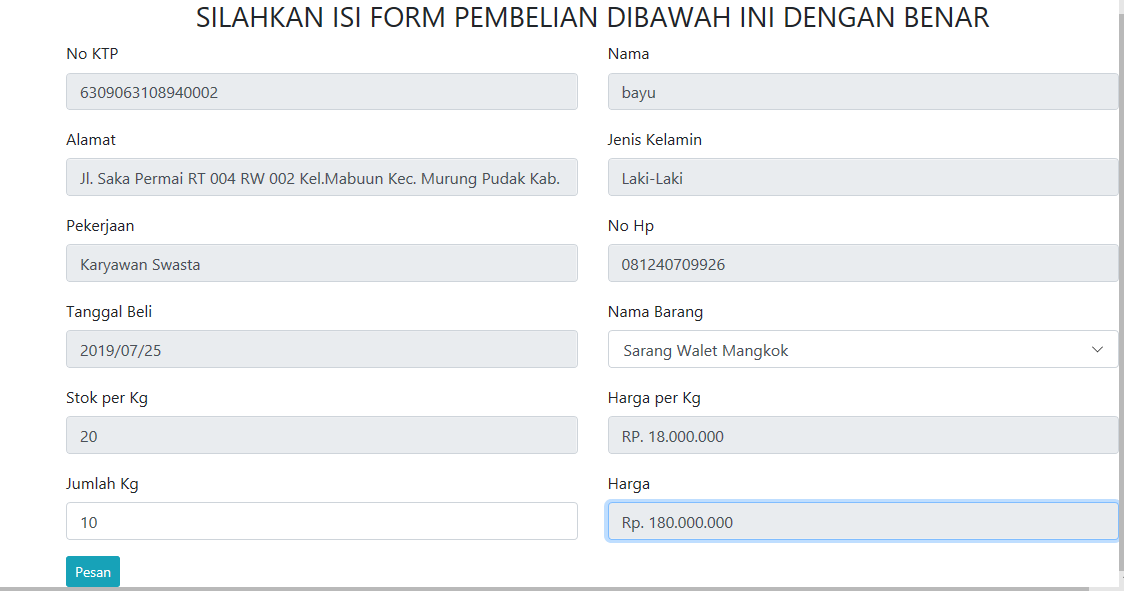 SILAHKAN ISI FORM PEMBELIAN DIBAWAH INI DENGAN BENAR
No KTP
Nama
6309063108940002
bayu
Alamat
Jenis Kelamin
Jl. Saka Permai RT 004 RW 002 Kel.Mabuun Kec. Murung Pudak Kab.
Laki-Laki
Pekerjaan
No Hp
Karyawan Swasta
081240709926
Tanggal Beli
Nama Barang
2019/07/25
Sarang Walet Mangkok
Stok per Kg
Harga per Kg
20
RP. 18.000.000
Jumlah Kg
Harga
10
Rp. 180.000.000
Pesan